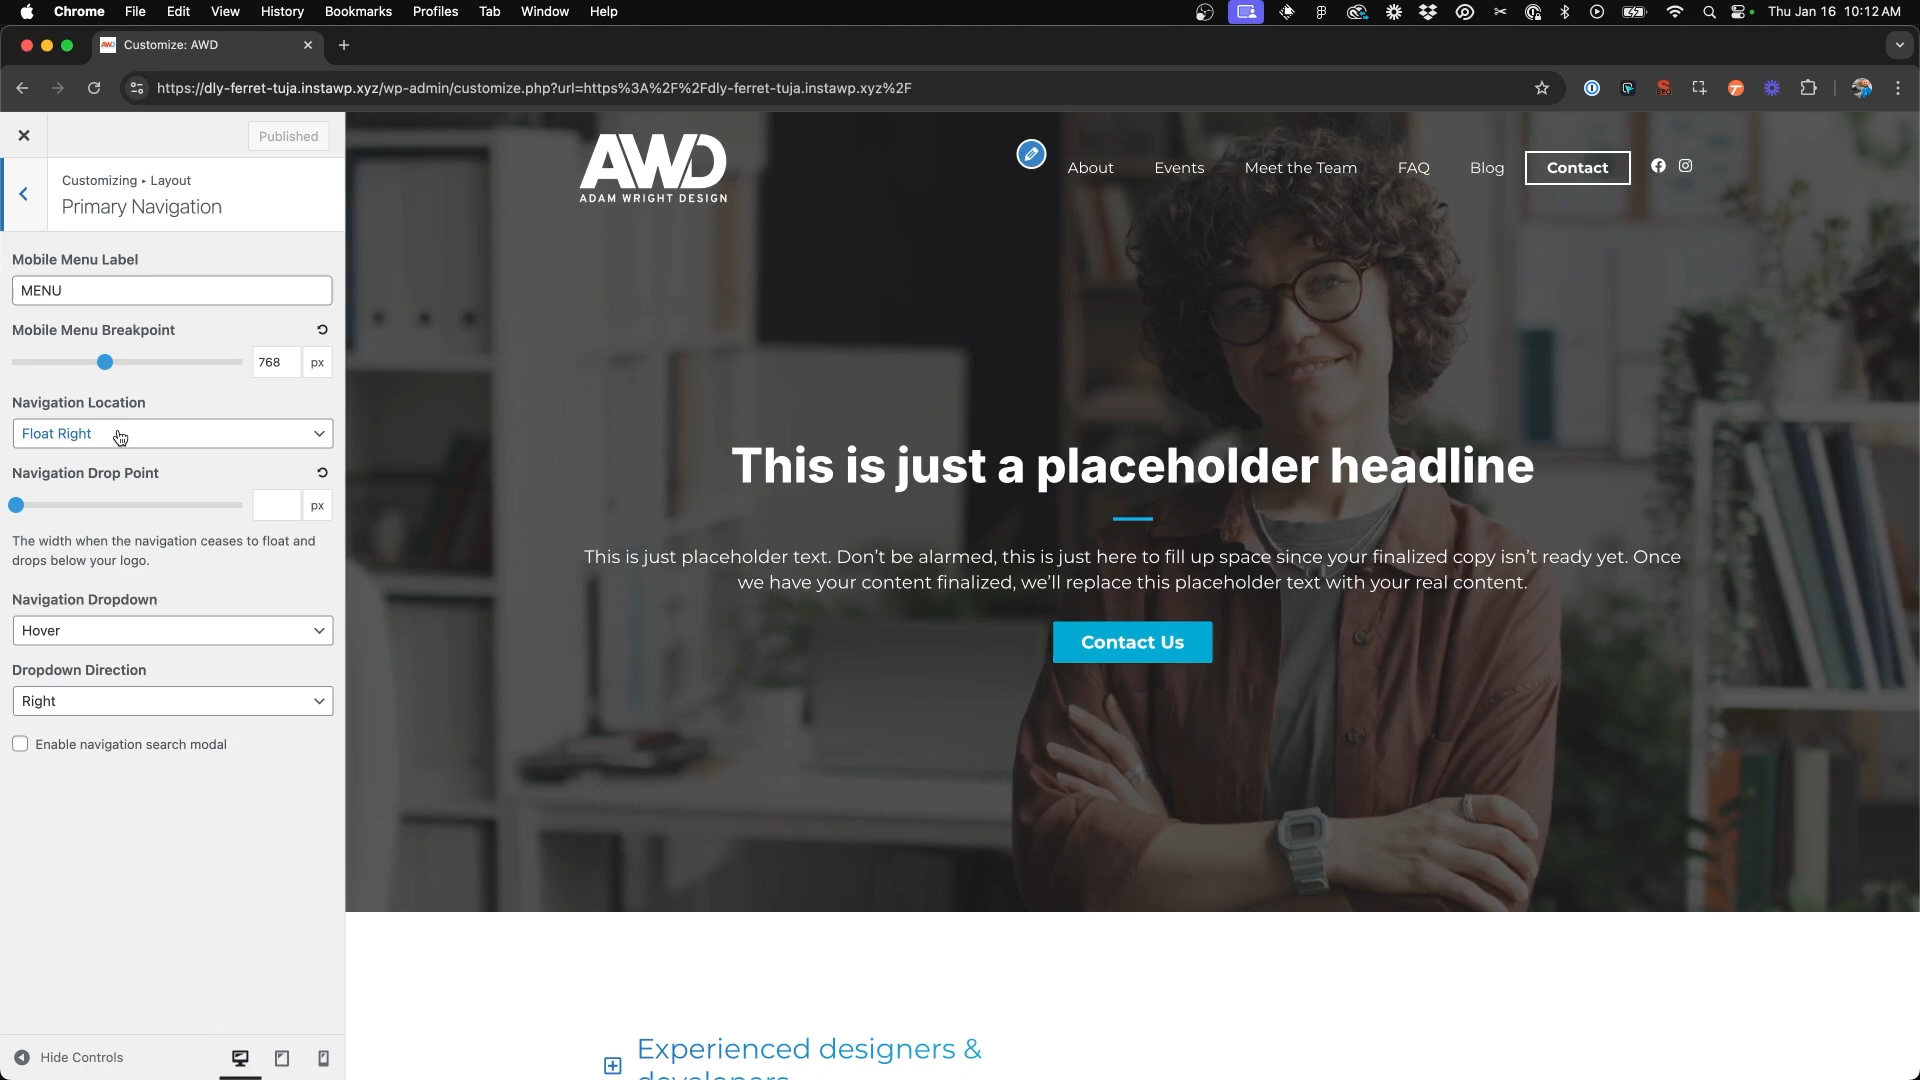 Chrome File Edit View History Bookmarks Profiles Tab Window Help Thu Jan 16 10:12 AM
Customize: AWD
https://dly-ferret-tuja.instawp.xyz/wp-admin/customize.php?url=https%3A%2F%2Fdly-ferret-tuja.instawp.xyz%2F
Published
Customizing ▸ Layout
Primary Navigation
Mobile Menu Label
MENU
Mobile Menu Breakpoint
768 px
Navigation Location
Float Right
Navigation Drop Point
px
The width when the navigation ceases to float and
drops below your logo.
Navigation Dropdown
Hover
Dropdown Direction
Right
Enable navigation search modal
Hide Controls
AWD
ADAM WRIGHT DESIGN
About Events Meet the Team FAQ Blog Contact
This is just a placeholder headline
This is just placeholder text. Don't be alarmed, this is just here to fill up space since your finalized copy isn't ready yet. Once
we have your content finalized, we'll replace this placeholder text with your real content.
Contact Us
Experienced designers &
developers